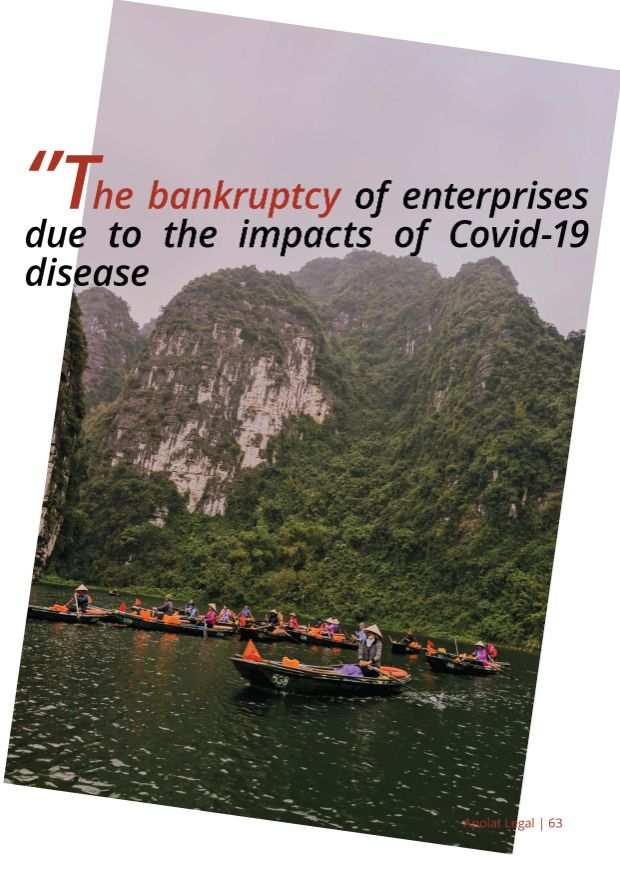 “The bankruptcy of enterprises
due to the impacts of Covid-19
disease
Apolat Legal | 63